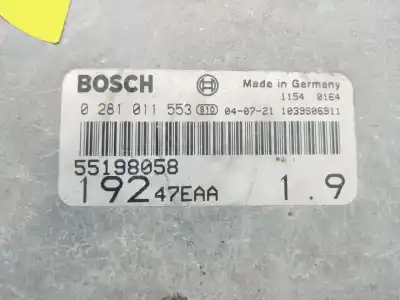 BOSCH Made in Germany
1154 0164
0 281 011 553 B10 04-07-21 1039S06911
55198058
192 47EAA 1.9